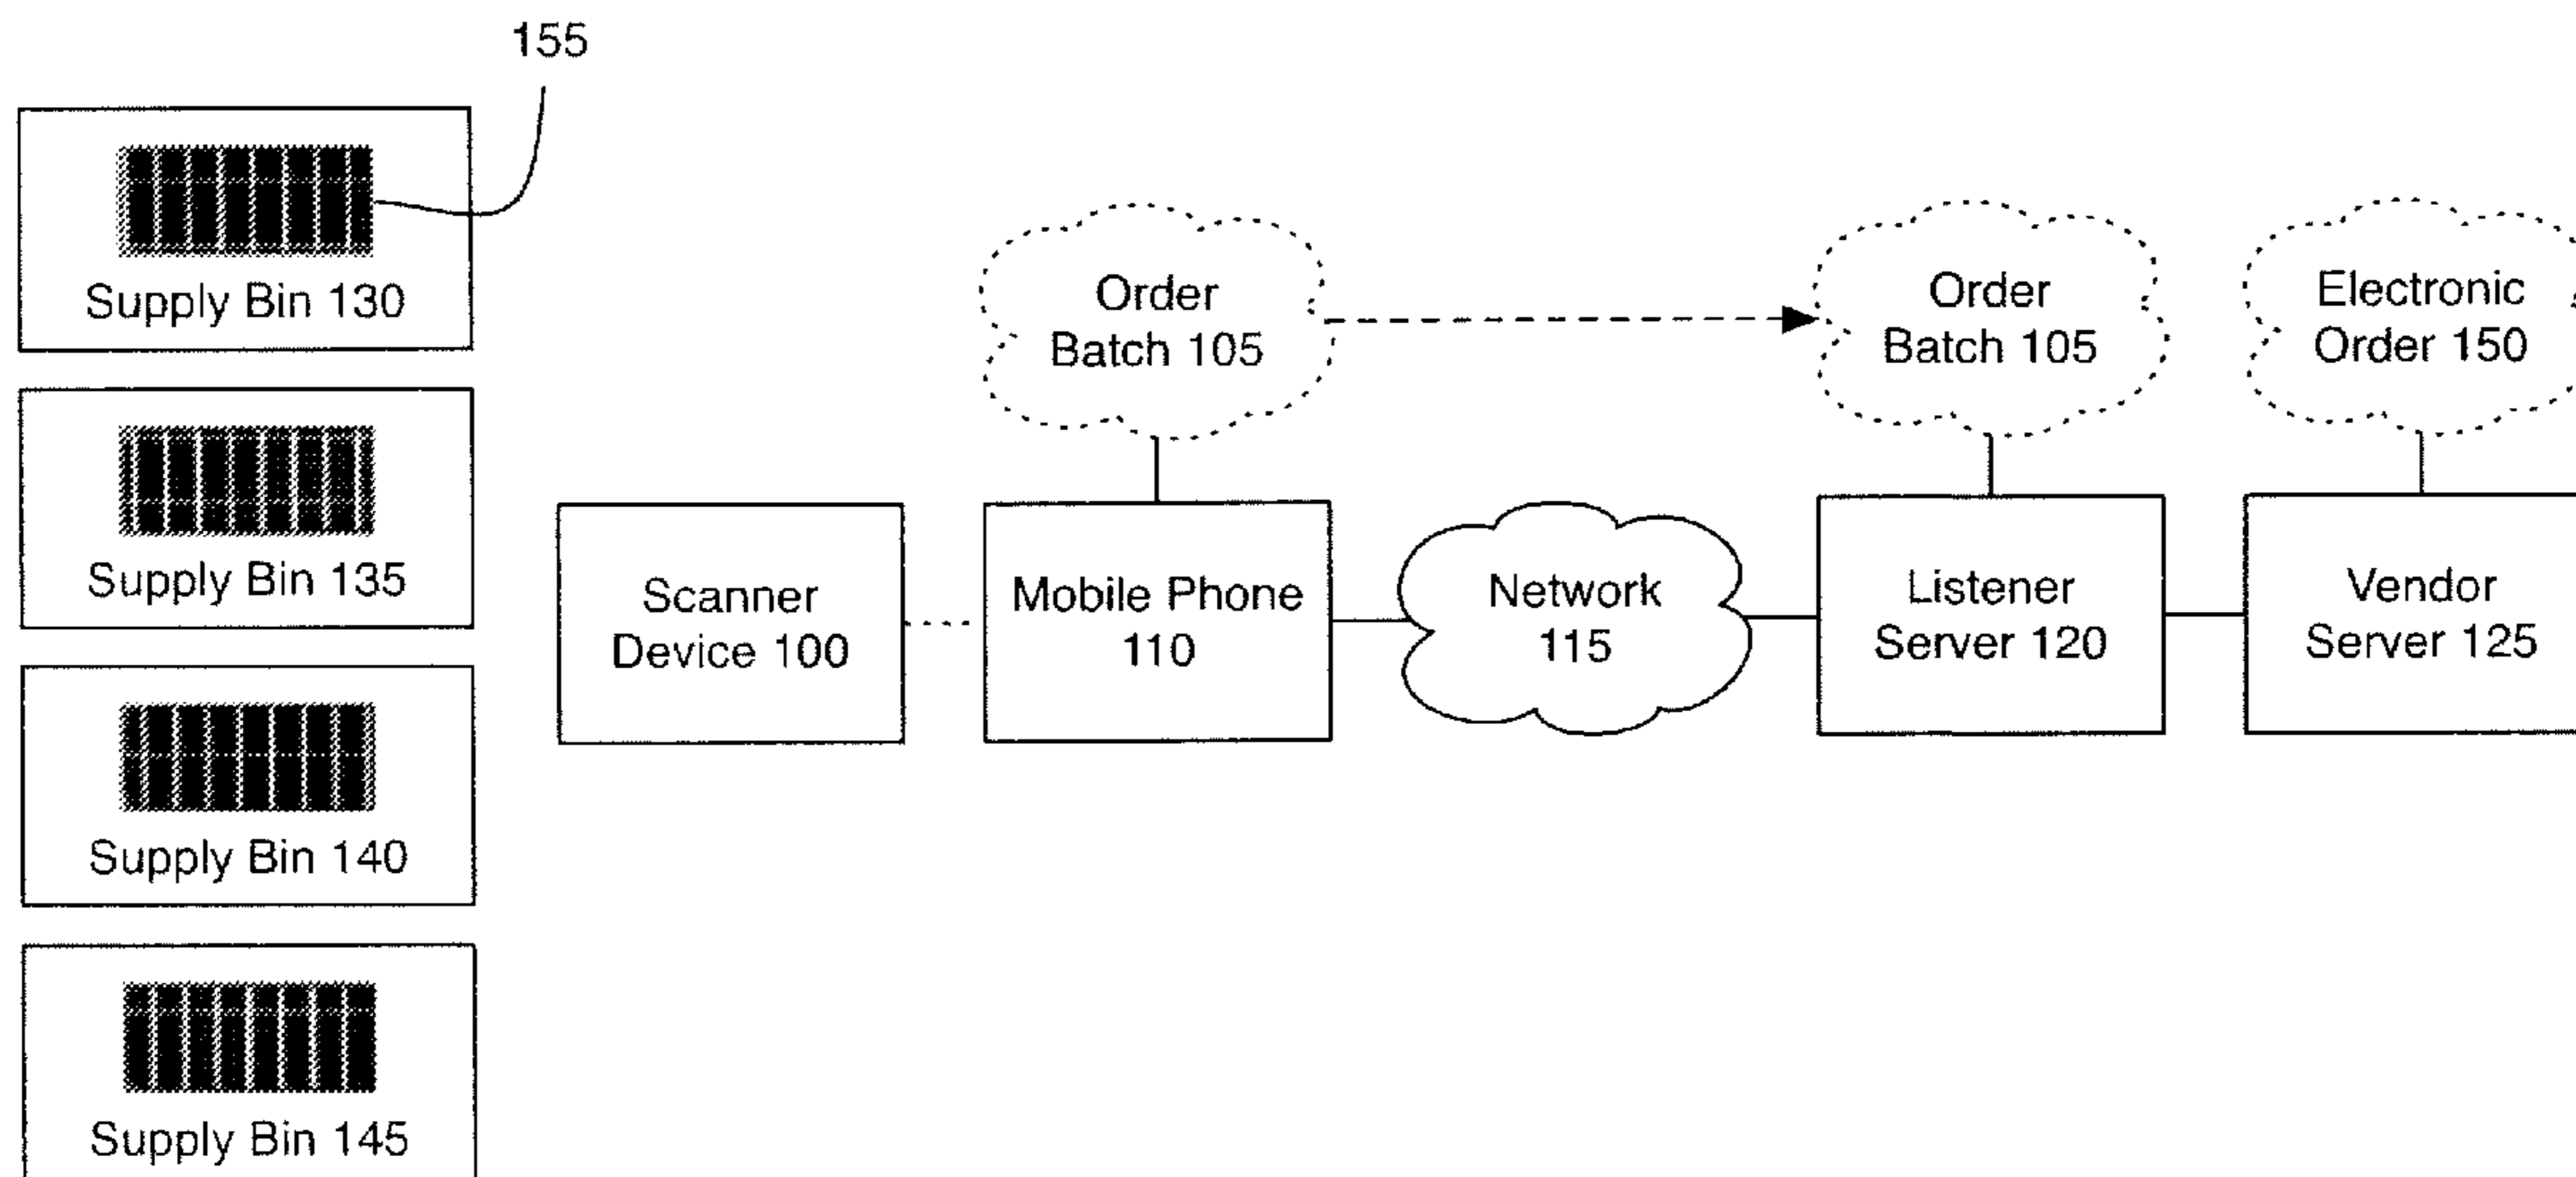 155
Supply Bin 130
Supply Bin 135
Supply Bin 140
Supply Bin 145
Scanner
Device 100
Order
Batch 105
Mobile Phone
110
Network
115
Order
Batch 105
Listener
Server 120
Electronic
Order 150
Vendor
Server 125